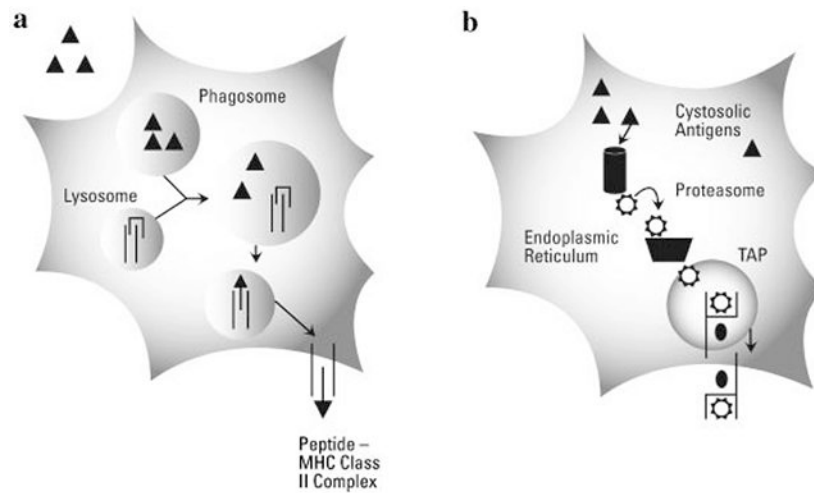 a
Phagosome
Lysosome
Peptide –
MHC Class
II Complex
b
Cystosolic
Antigens
Proteasome
Endoplasmic
Reticulum
TAP